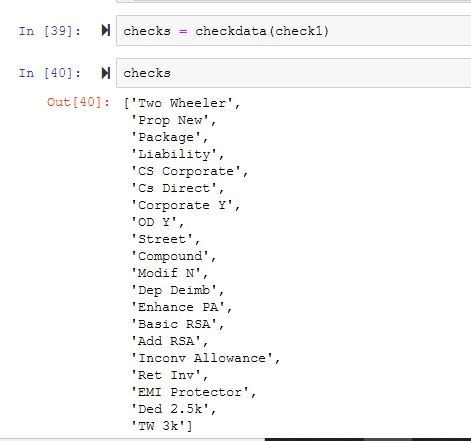 In [39]: checks = checkdata(check1)
In [40]: checks
Out[40]: ['Two Wheeler',
'Prop New',
'Package',
'Liability',
'CS Corporate',
'Cs Direct',
'Corporate Y',
'OD Y',
'Street',
'Compound',
'Modif N',
'Dep Deimb',
'Enhance PA',
'Basic RSA',
'Add RSA',
'Inconv Allowance',
'Ret Inv',
'EMI Protector',
'Ded 2.5k',
'TW 3k']